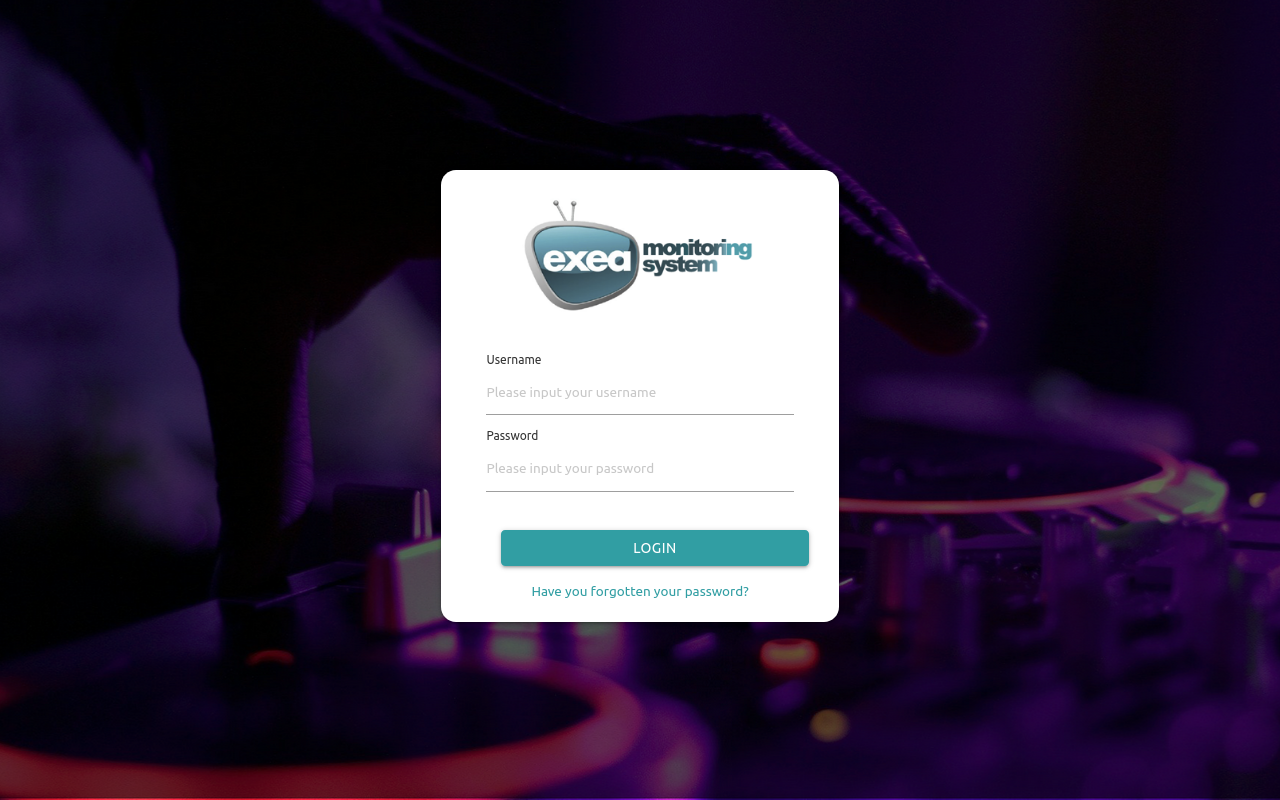 exea monitoring
system
Username
Please input your username
Password
Please input your password
LOGIN
Have you forgotten your password?